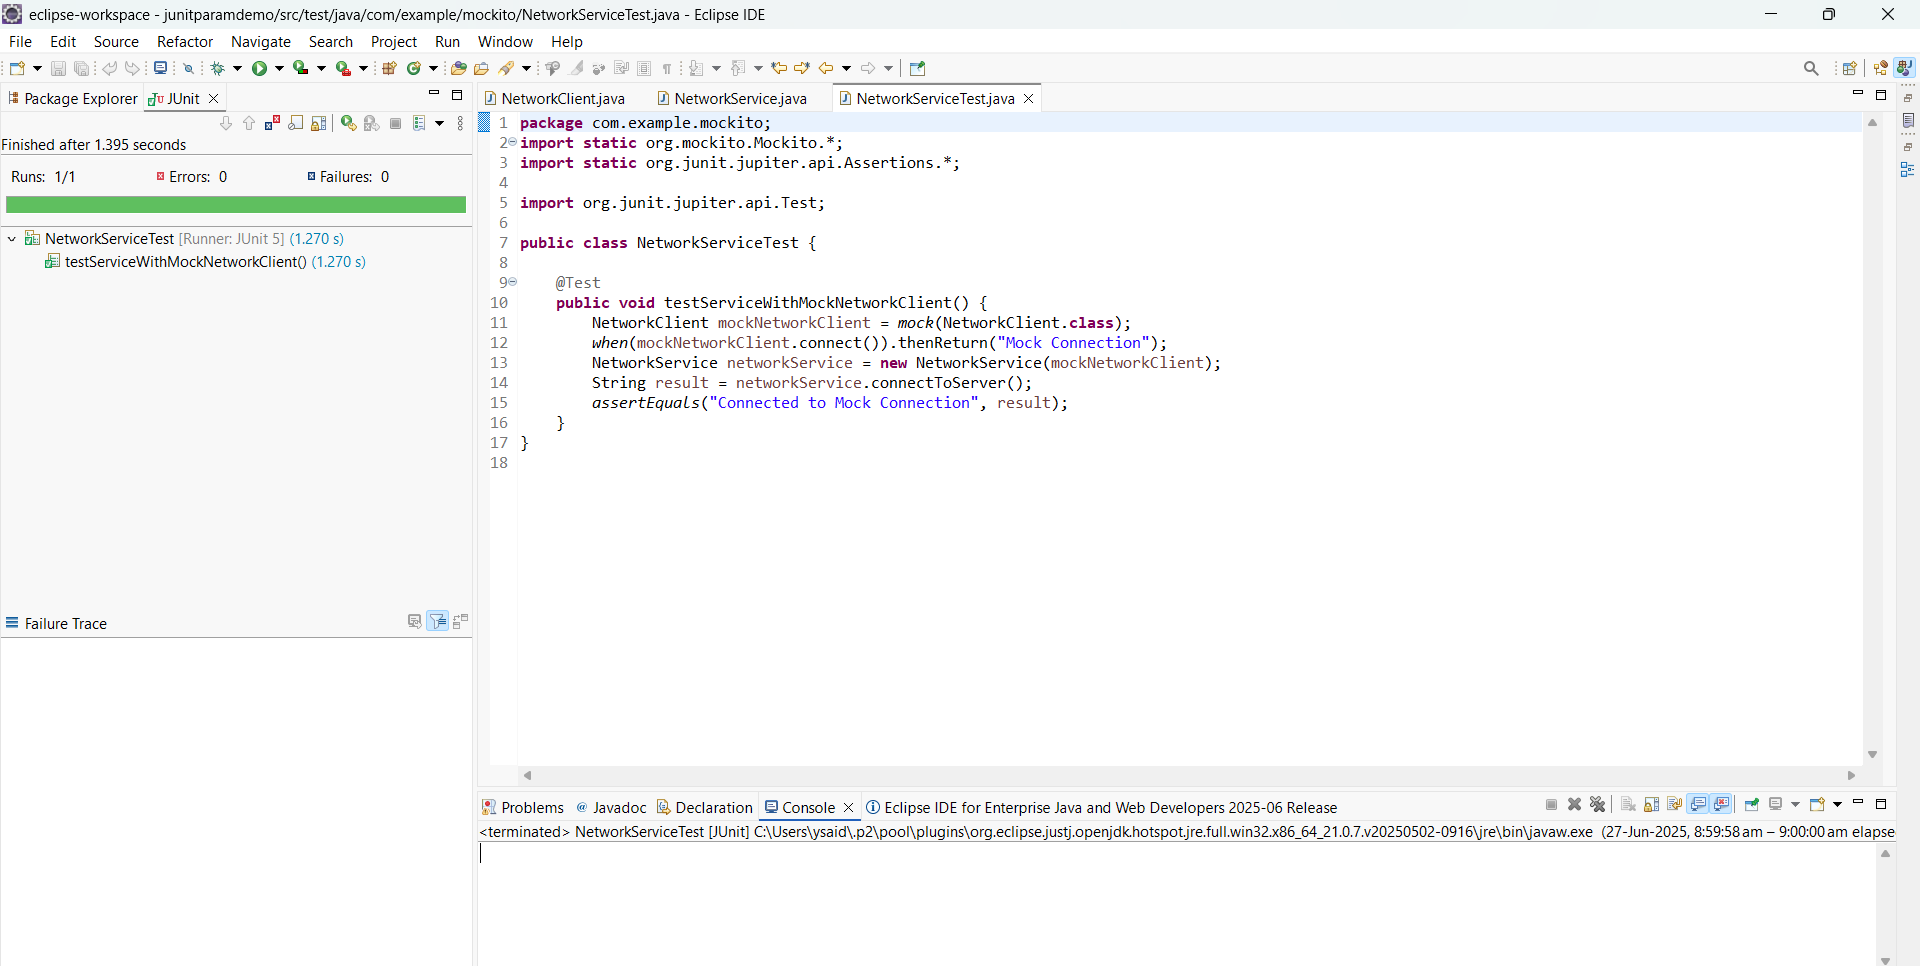 eclipse-workspace - junitparamdemo/src/test/java/com/example/mockito/NetworkServiceTest.java - Eclipse IDE
File Edit Source Refactor Navigate Search Project Run Window Help
Package Explorer JUnit
Finished after 1.395 seconds
Runs: 1/1 Errors: 0 Failures: 0
NetworkServiceTest [Runner: JUnit 5] (1.270 s)
testServiceWithMockNetworkClient() (1.270 s)
Failure Trace
NetworkClient.java NetworkService.java NetworkServiceTest.java
1 package com.example.mockito;
2 import static org.mockito.Mockito.*;
3 import static org.junit.jupiter.api.Assertions.*;
4
5 import org.junit.jupiter.api.Test;
6
7 public class NetworkServiceTest {
8
9 @Test
10 public void testServiceWithMockNetworkClient() {
11 NetworkClient mockNetworkClient = mock(NetworkClient.class);
12 when(mockNetworkClient.connect()).thenReturn("Mock Connection");
13 NetworkService networkService = new NetworkService(mockNetworkClient);
14 String result = networkService.connectToServer();
15 assertEquals("Connected to Mock Connection", result);
16 }
17 }
18
Problems Javadoc Declaration Console Eclipse IDE for Enterprise Java and Web Developers 2025-06 Release
<terminated> NetworkServiceTest [JUnit] C:\Users\ysaid\.p2\pool\plugins\org.eclipse.justj.openjdk.hotspot.jre.full.win32.x86_64_21.0.7.v20250502-0916\jre\bin\javaw.exe (27-Jun-2025, 8:59:58 am – 9:00:00 am elapse